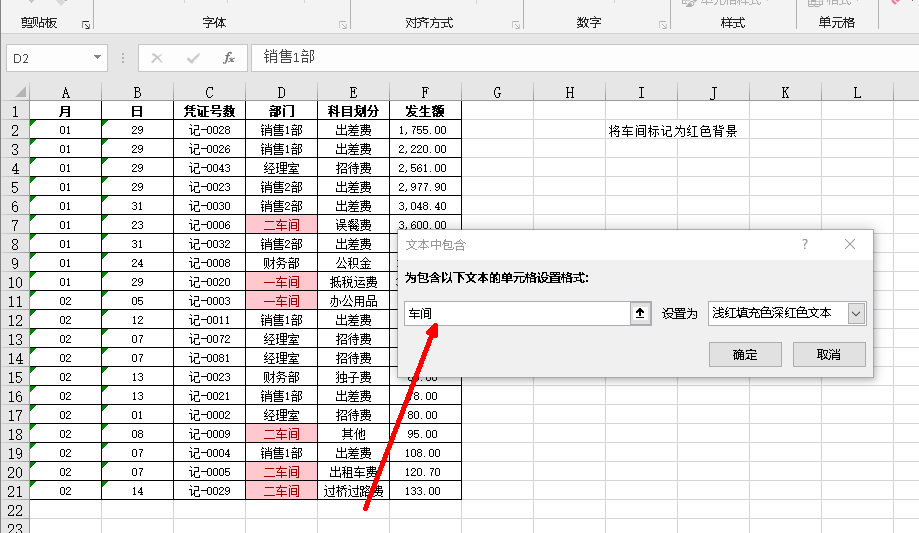 单元格样式 格式
剪贴板 字体 对齐方式 数字 样式 单元格
D2 fx 销售1部
A B C D E F G H I J K L
1 月 日 凭证号数 部门 科目划分 发生额
2 01 29 记-0028 销售1部 出差费 1,755.00 将车间标记为红色背景
3 01 29 记-0026 销售1部 出差费 2,220.00
4 01 29 记-0043 经理室 招待费 2,561.00
5 01 29 记-0023 销售2部 出差费 2,977.90
6 01 31 记-0030 销售2部 出差费 3,048.40
7 01 23 记-0006 二车间 误餐费 3,600.00
8 01 31 记-0032 销售2部 出差费
9 01 24 记-0008 财务部 公积金
10 01 29 记-0020 一车间 抵税运费
11 02 05 记-0003 一车间 办公用品
12 02 12 记-0011 销售1部 出差费
13 02 07 记-0072 经理室 招待费
14 02 07 记-0081 经理室 招待费
15 02 13 记-0023 财务部 独子费
16 02 13 记-0021 销售1部 出差费 78.00
17 02 01 记-0002 经理室 招待费 80.00
18 02 08 记-0009 二车间 其他 95.00
19 02 07 记-0004 销售1部 出差费 108.00
20 02 07 记-0005 二车间 出租车费 120.70
21 02 14 记-0029 二车间 过桥过路费 133.00
22
23
文本中包含 ?
为包含以下文本的单元格设置格式:
车间 设置为 浅红填充色深红色文本
确定 取消